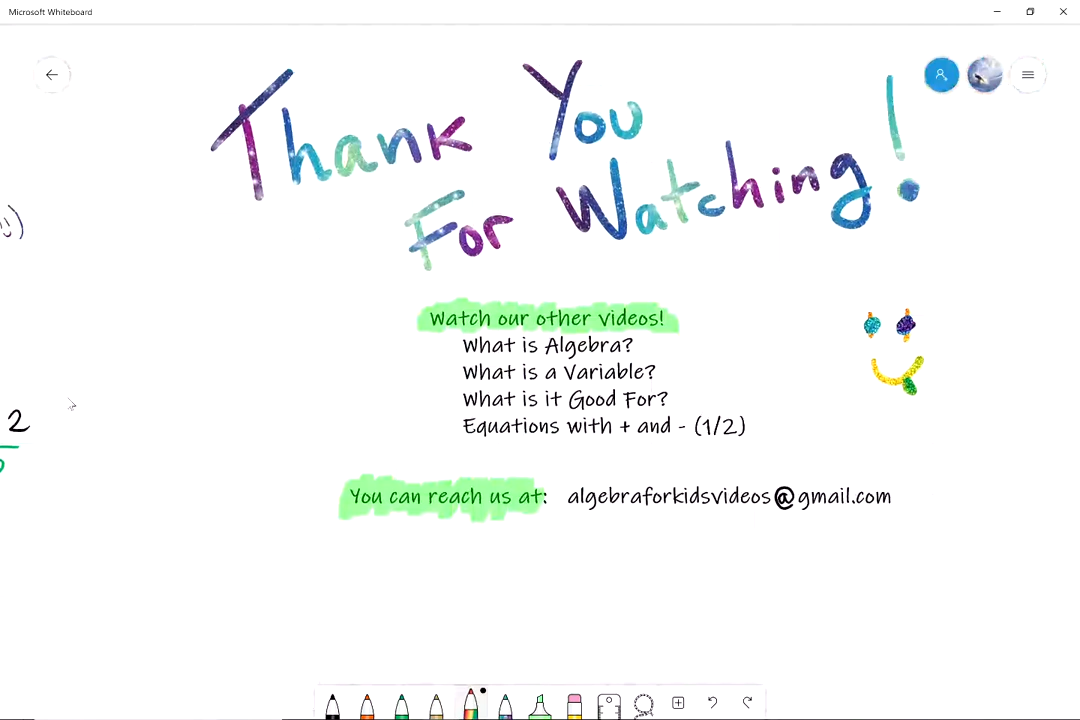 Microsoft Whiteboard
Thank You
For Watching!
:)
2
Watch our other videos!
What is Algebra?
What is a Variable?
What is it Good For?
Equations with + and - (1/2)
You can reach us at: algebraforkidsvideos@gmail.com